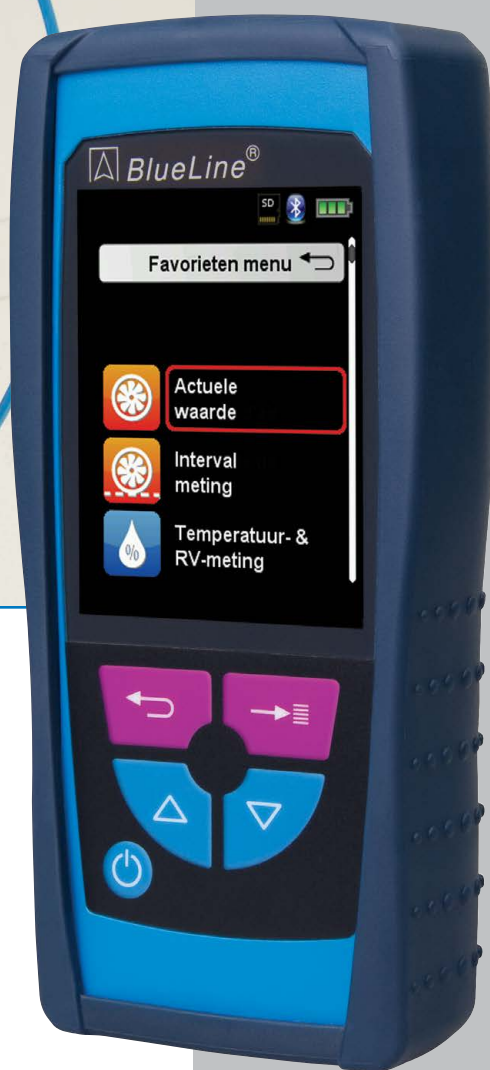 BlueLine®
SD
Favorieten menu
Actuele
waarde
Interval
meting
%
Temperatuur- &
RV-meting